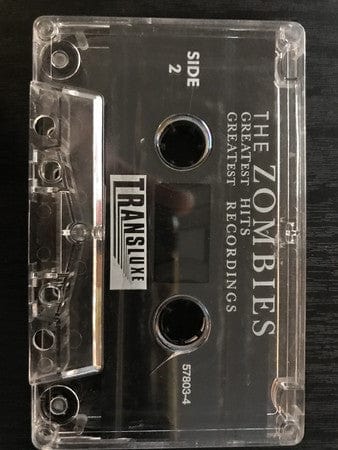 THE ZOMBIES
GREATEST HITS
GREATEST RECORDINGS
SIDE
2
TRANSLUXE
57803-4